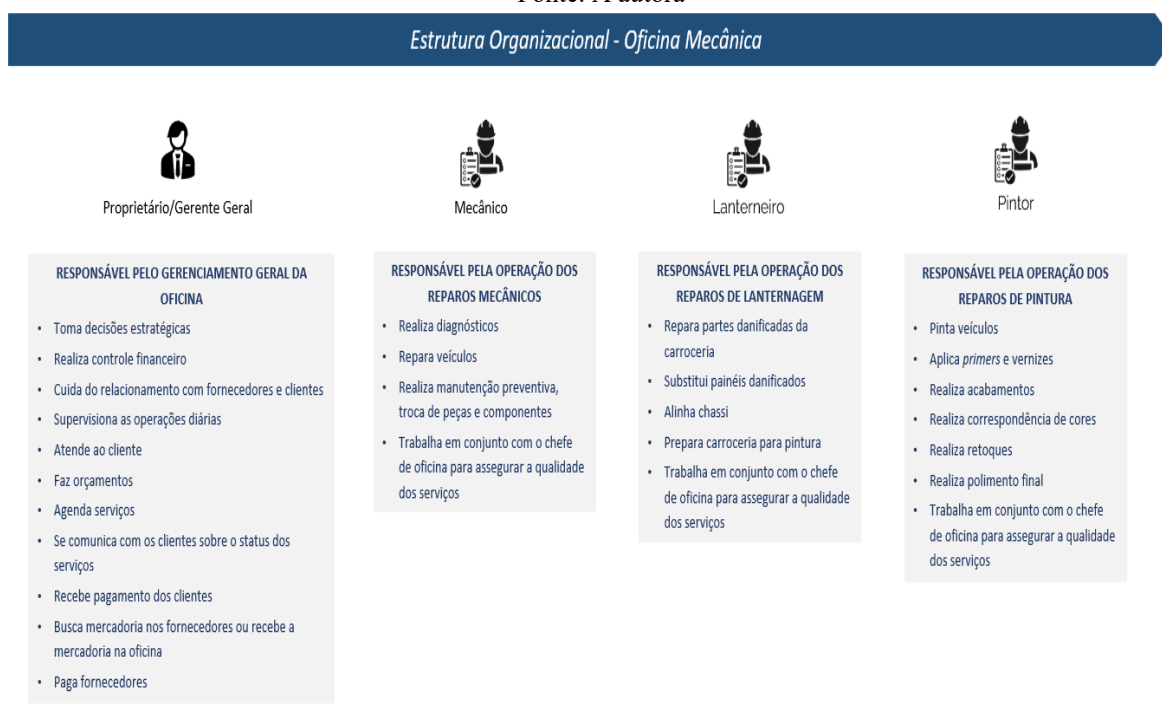 Fonte: A autora
Estrutura Organizacional - Oficina Mecânica
Proprietário/Gerente Geral
RESPONSÁVEL PELO GERENCIAMENTO GERAL DA
OFICINA
• Toma decisões estratégicas
• Realiza controle financeiro
• Cuida do relacionamento com fornecedores e clientes
• Supervisiona as operações diárias
• Atende ao cliente
• Faz orçamentos
• Agenda serviços
• Se comunica com os clientes sobre o status dos
serviços
• Recebe pagamento dos clientes
• Busca mercadoria nos fornecedores ou recebe a
mercadoria na oficina
• Paga fornecedores
Mecânico
RESPONSÁVEL PELA OPERAÇÃO DOS
REPAROS MECÂNICOS
• Realiza diagnósticos
• Repara veículos
• Realiza manutenção preventiva,
troca de peças e componentes
• Trabalha em conjunto com o chefe
de oficina para assegurar a qualidade
dos serviços
Lanterneiro
RESPONSÁVEL PELA OPERAÇÃO DOS
REPAROS DE LANTERNAGEM
• Repara partes danificadas da
carroceria
• Substitui painéis danificados
• Alinha chassi
• Prepara carroceria para pintura
• Trabalha em conjunto com o chefe
de oficina para assegurar a qualidade
dos serviços
Pintor
RESPONSÁVEL PELA OPERAÇÃO DOS
REPAROS DE PINTURA
• Pinta veículos
• Aplica primers e vernizes
• Realiza acabamentos
• Realiza correspondência de cores
• Realiza retoques
• Realiza polimento final
• Trabalha em conjunto com o chefe
de oficina para assegurar a qualidade
dos serviços